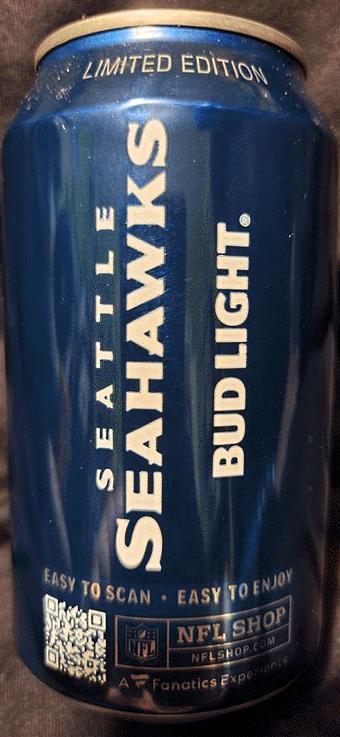 LIMITED EDITION
SEATTLE
SEAHAWKS
BUD LIGHT®
EASY TO SCAN • EASY TO ENJOY
NFL
NFL SHOP
NFLSHOP.COM
A Fanatics Experience